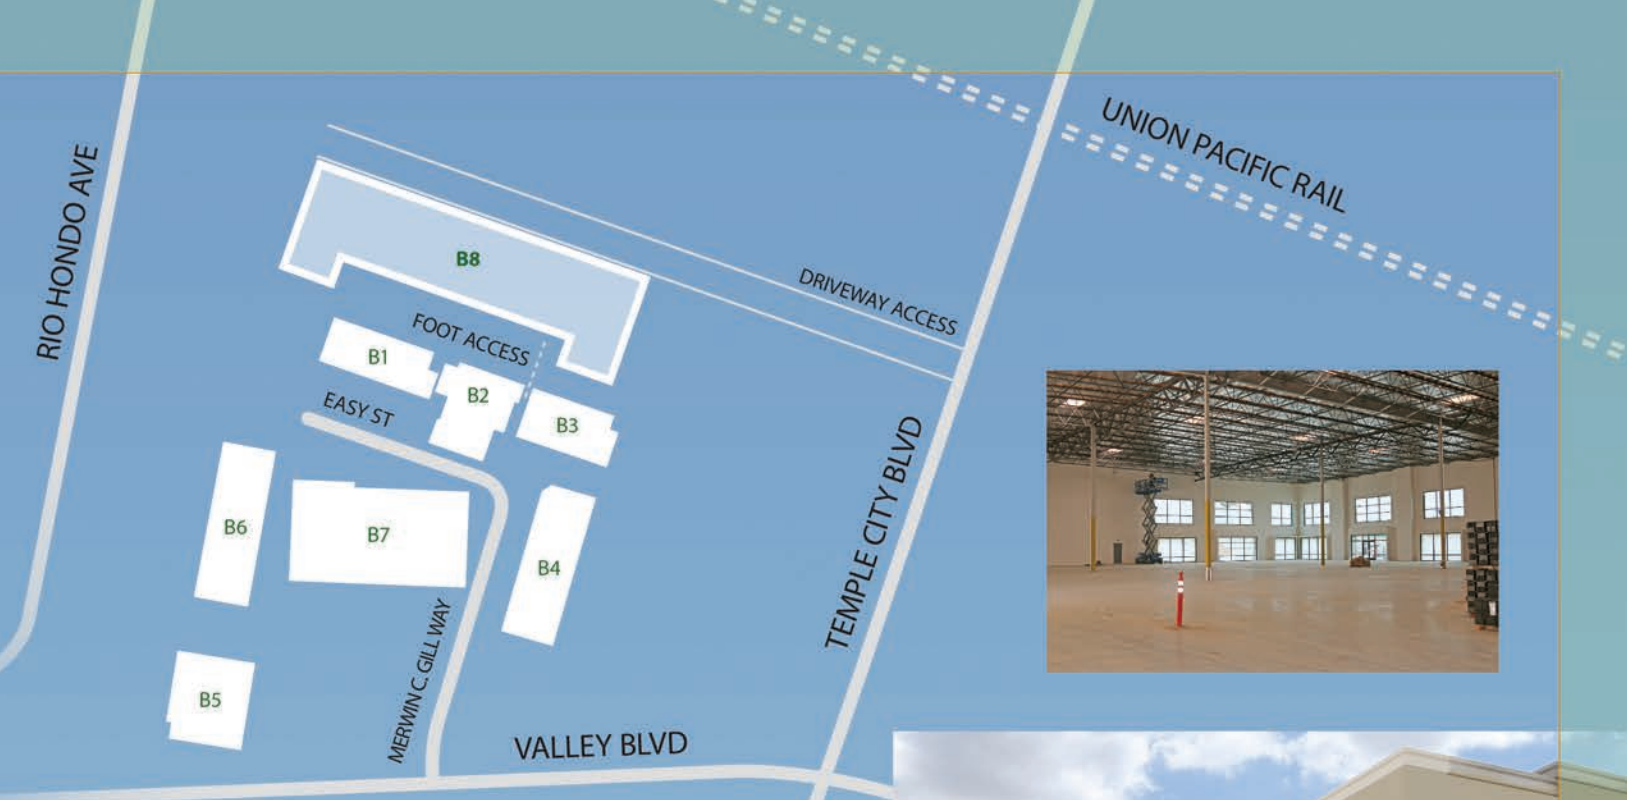 UNION PACIFIC RAIL
RIO HONDO AVE
B8
DRIVEWAY ACCESS
FOOT ACCESS
B1
B2
EASY ST
B3
B6
B7
B4
TEMPLE CITY BLVD
MERWIN C. GILL WAY
B5
VALLEY BLVD